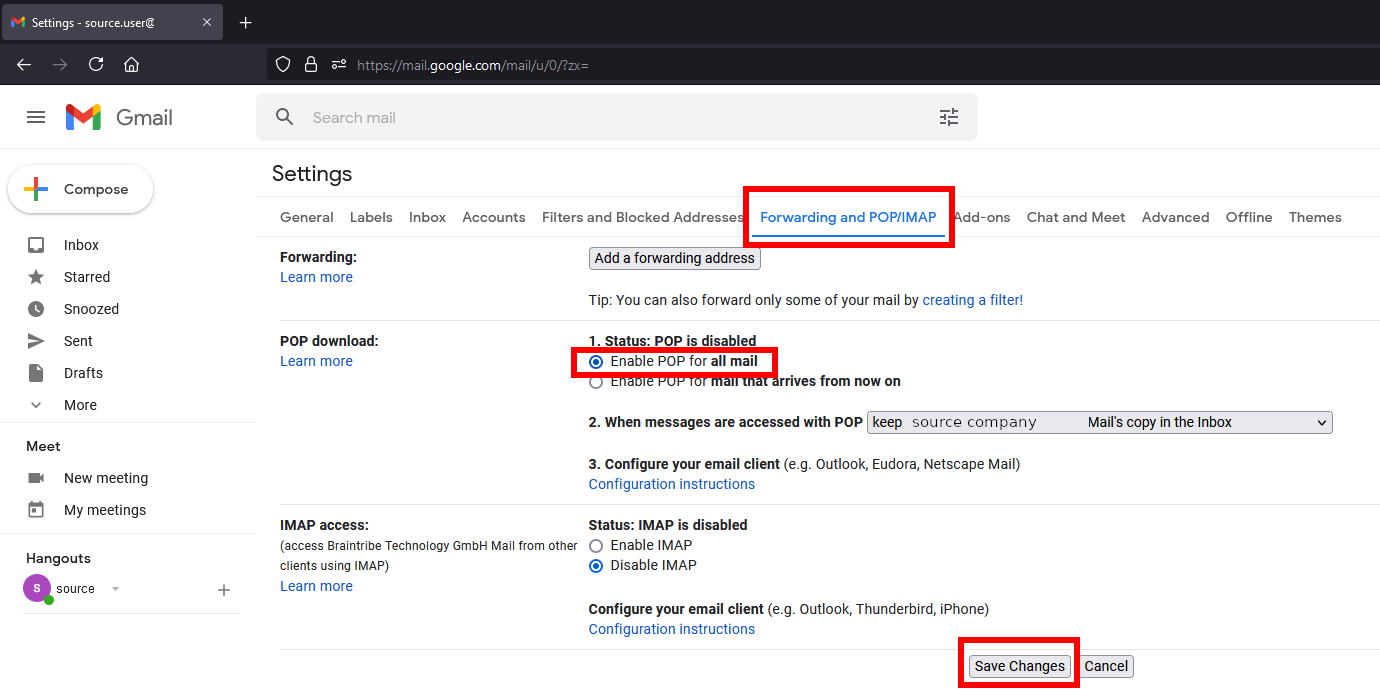 Settings - source.user@
https://mail.google.com/mail/u/0/?zx=
Gmail
Search mail
Compose
Inbox
Starred
Snoozed
Sent
Drafts
More
Meet
New meeting
My meetings
Hangouts
S source
Settings
General Labels Inbox Accounts Filters and Blocked Addresses Forwarding and POP/IMAP Add-ons Chat and Meet Advanced Offline Themes
Forwarding: Add a forwarding address
Learn more
Tip: You can also forward only some of your mail by creating a filter!
POP download: 1. Status: POP is disabled
Learn more Enable POP for all mail
Enable POP for mail that arrives from now on
2. When messages are accessed with POP keep source company Mail's copy in the Inbox
3. Configure your email client (e.g. Outlook, Eudora, Netscape Mail)
Configuration instructions
IMAP access: Status: IMAP is disabled
(access Braintribe Technology GmbH Mail from other Enable IMAP
clients using IMAP) Disable IMAP
Learn more
Configure your email client (e.g. Outlook, Thunderbird, iPhone)
Configuration instructions
Save Changes Cancel